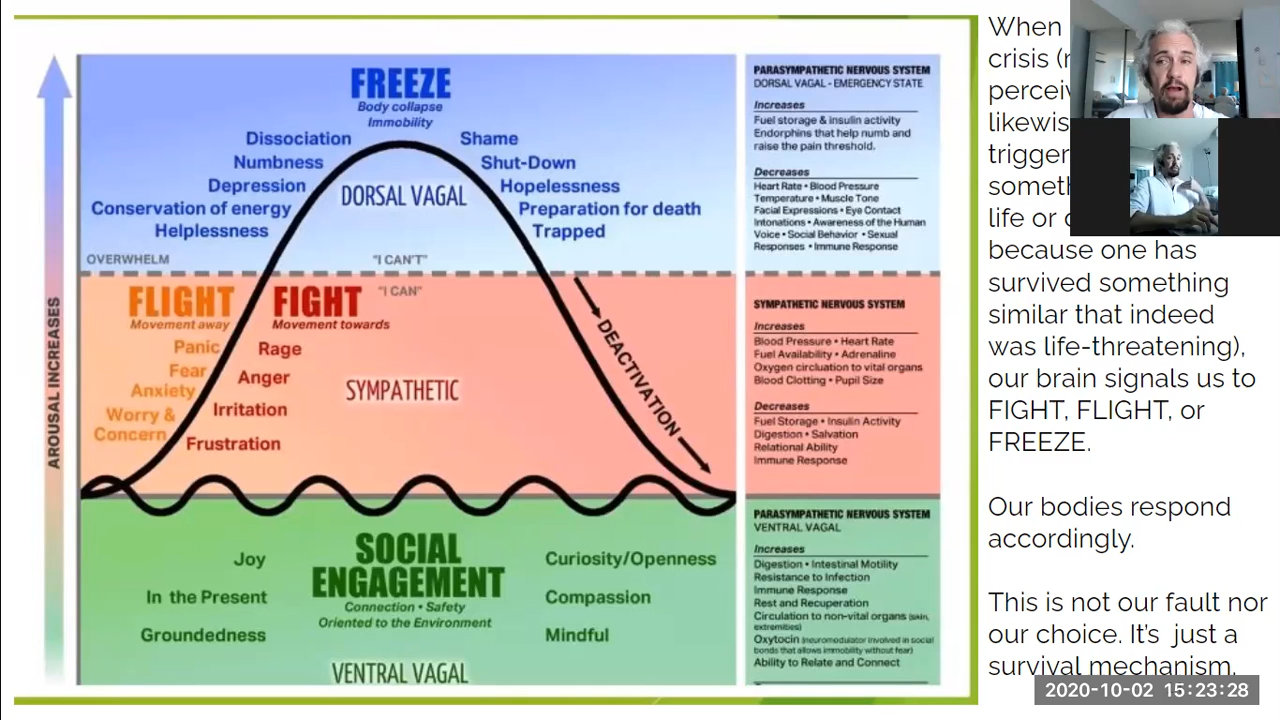 AROUSAL INCREASES
FREEZE
Body collapse
Immobility
Dissociation
Numbness
Depression
Conservation of energy
Helplessness
Shame
Shut-Down
Hopelessness
Preparation for death
Trapped
DORSAL VAGAL
OVERWHELM
"I CAN'T"
"I CAN"
FLIGHT
Movement away
Panic
Fear
Anxiety
Worry &
Concern
FIGHT
Movement towards
Rage
Anger
Irritation
Frustration
SYMPATHETIC
DEACTIVATION
SOCIAL
ENGAGEMENT
Connection • Safety
Oriented to the Environment
Joy
In the Present
Groundedness
Curiosity/Openness
Compassion
Mindful
VENTRAL VAGAL
PARASYMPATHETIC NERVOUS SYSTEM
DORSAL VAGAL - EMERGENCY STATE
Increases
Fuel storage & insulin activity
Endorphins that help numb and
raise the pain threshold.
Decreases
Heart Rate • Blood Pressure
Temperature • Muscle Tone
Facial Expressions • Eye Contact
Intonations • Awareness of the Human
Voice • Social Behavior • Sexual
Responses • Immune Response
SYMPATHETIC NERVOUS SYSTEM
Increases
Blood Pressure • Heart Rate
Fuel Availability • Adrenaline
Oxygen circluation to vital organs
Blood Clotting • Pupil Size
Decreases
Fuel Storage • Insulin Activity
Digestion • Salvation
Relational Ability
Immune Response
PARASYMPATHETIC NERVOUS SYSTEM
VENTRAL VAGAL
Increases
Digestion • Intestinal Motility
Resistance to Infection
Immune Response
Rest and Recuperation
Circulation to non-vital organs (skin,
extremities)
Oxytocin (neuromodulator involved in social
bonds that allows immobility without fear)
Ability to Relate and Connect
When
crisis (
likewis
trigger
life or
because one has
survived something
similar that indeed
was life-threatening),
our brain signals us to
FIGHT, FLIGHT, or
FREEZE.
Our bodies respond
accordingly.
This is not our fault nor
our choice. It's just a
survival mechanism.
2020-10-02 15:23:28